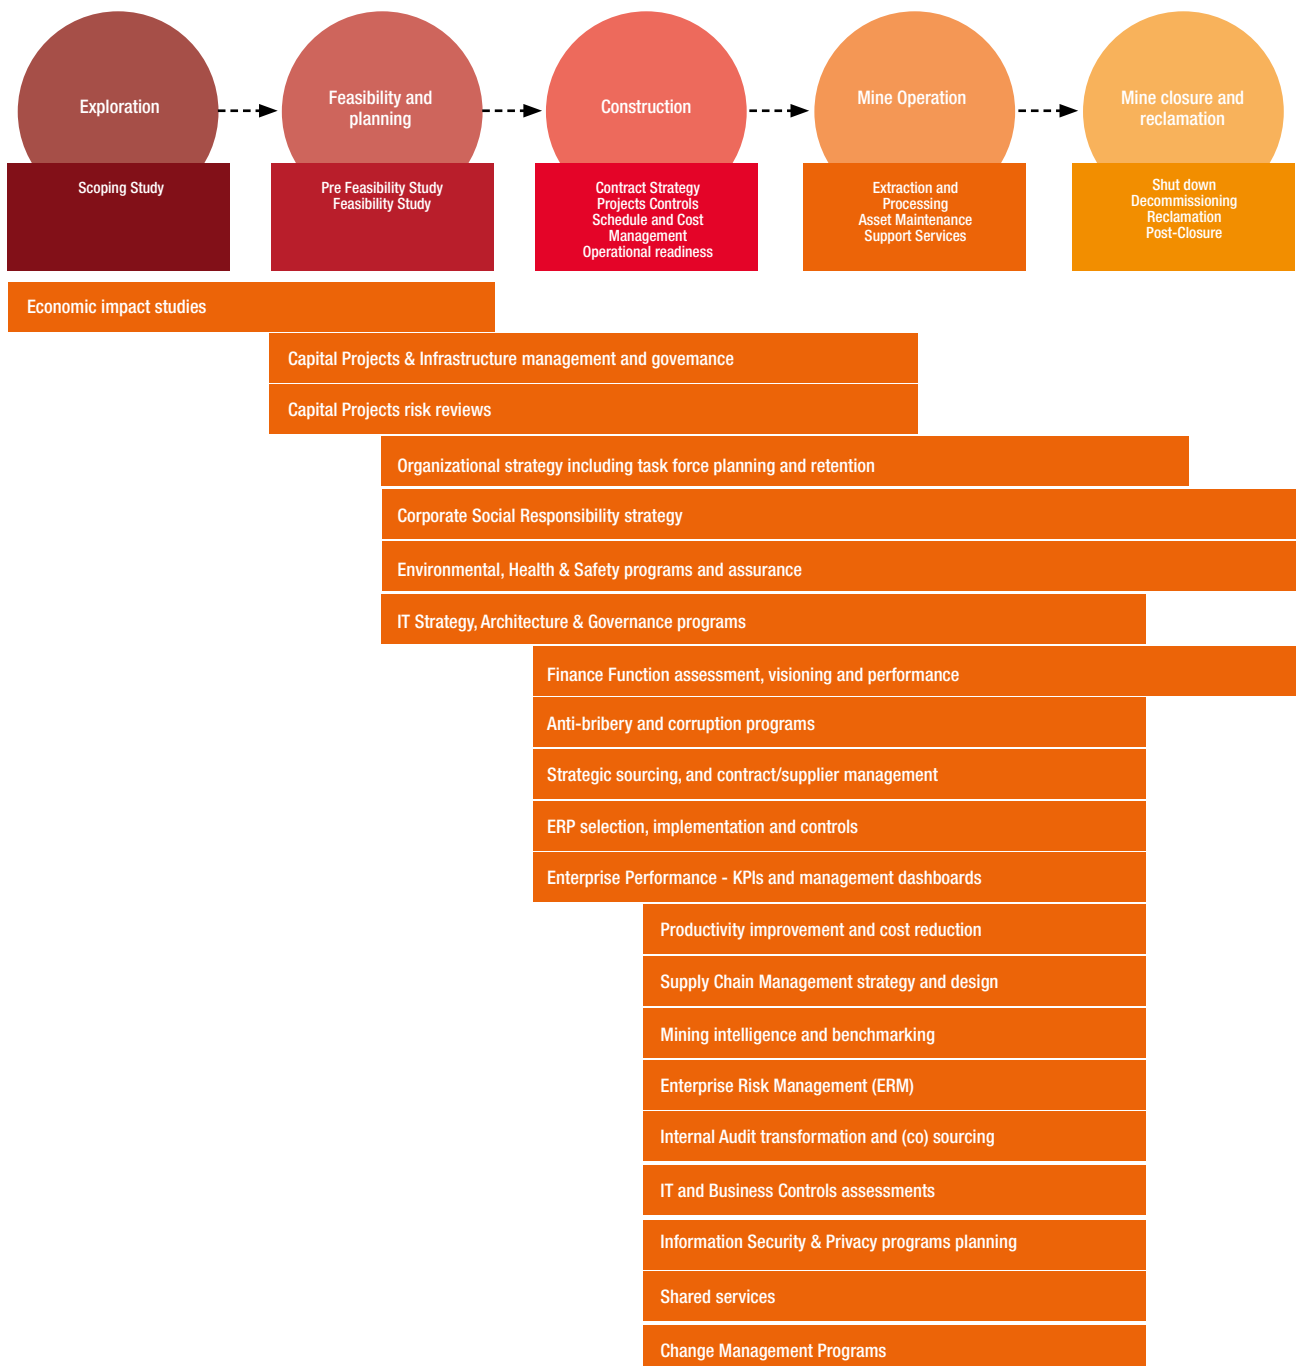 Exploration
Feasibility and
planning
Construction
Mine Operation
Mine closure and
reclamation
Scoping Study
Pre Feasibility Study
Feasibility Study
Contract Strategy
Projects Controls
Schedule and Cost
Management
Operational readiness
Extraction and
Processing
Asset Maintenance
Support Services
Shut down
Decommissioning
Reclamation
Post-Closure
Economic impact studies
Capital Projects & Infrastructure management and govemance
Capital Projects risk reviews
Organizational strategy including task force planning and retention
Corporate Social Responsibility strategy
Environmental, Health & Safety programs and assurance
IT Strategy, Architecture & Governance programs
Finance Function assessment, visioning and performance
Anti-bribery and corruption programs
Strategic sourcing, and contract/supplier management
ERP selection, implementation and controls
Enterprise Performance - KPIs and management dashboards
Productivity improvement and cost reduction
Supply Chain Management strategy and design
Mining intelligence and benchmarking
Enterprise Risk Management (ERM)
Internal Audit transformation and (co) sourcing
IT and Business Controls assessments
Information Security & Privacy programs planning
Shared services
Change Management Programs